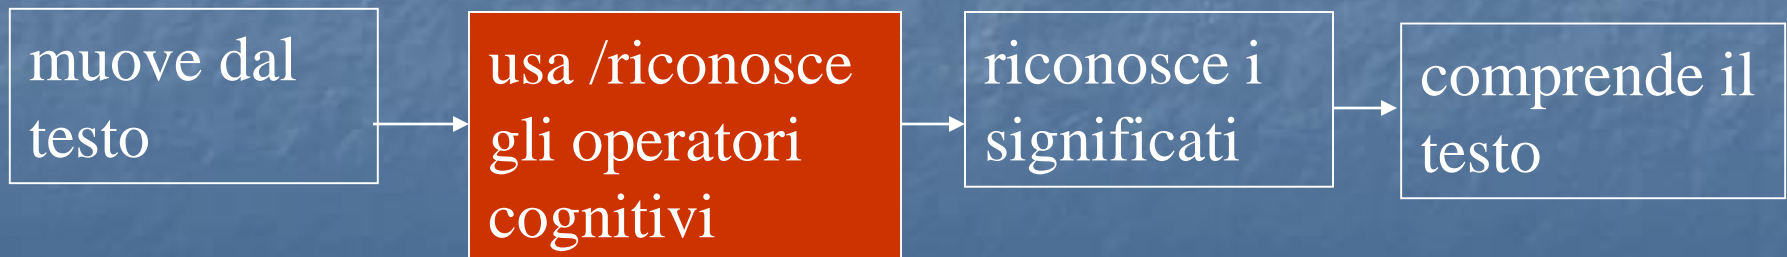 muove dal
testo
usa /riconosce
gli operatori
cognitivi
riconosce i
significati
comprende il
testo